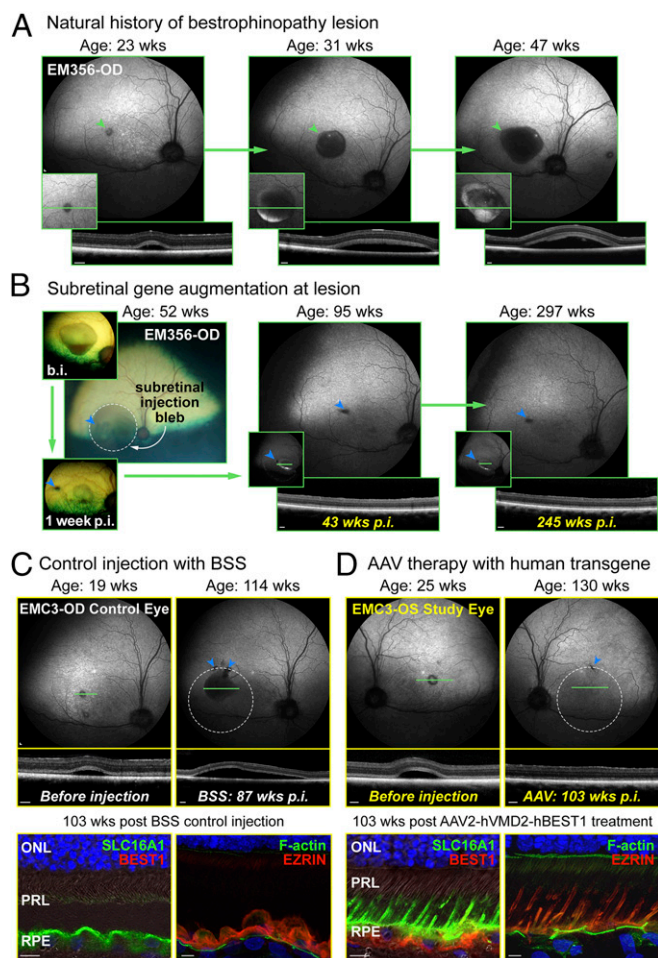 A Natural history of bestrophinopathy lesion
Age: 23 wks Age: 31 wks Age: 47 wks
EM356-OD
B Subretinal gene augmentation at lesion
Age: 52 wks Age: 95 wks Age: 297 wks
EM356-OD
b.i.
subretinal
injection
bleb
1 week p.i.
43 wks p.i. 245 wks p.i.
C Control injection with BSS D AAV therapy with human transgene
Age: 19 wks Age: 114 wks Age: 25 wks Age: 130 wks
EMC3-OD Control Eye EMC3-OS Study Eye
Before injection BSS: 87 wks p.i. Before injection AAV: 103 wks p.i.
103 wks post BSS control injection 103 wks post AAV2-hVMD2-hBEST1 treatment
ONL SLC16A1 F-actin ONL SLC16A1 F-actin
BEST1 EZRIN BEST1 EZRIN
PRL PRL
RPE RPE